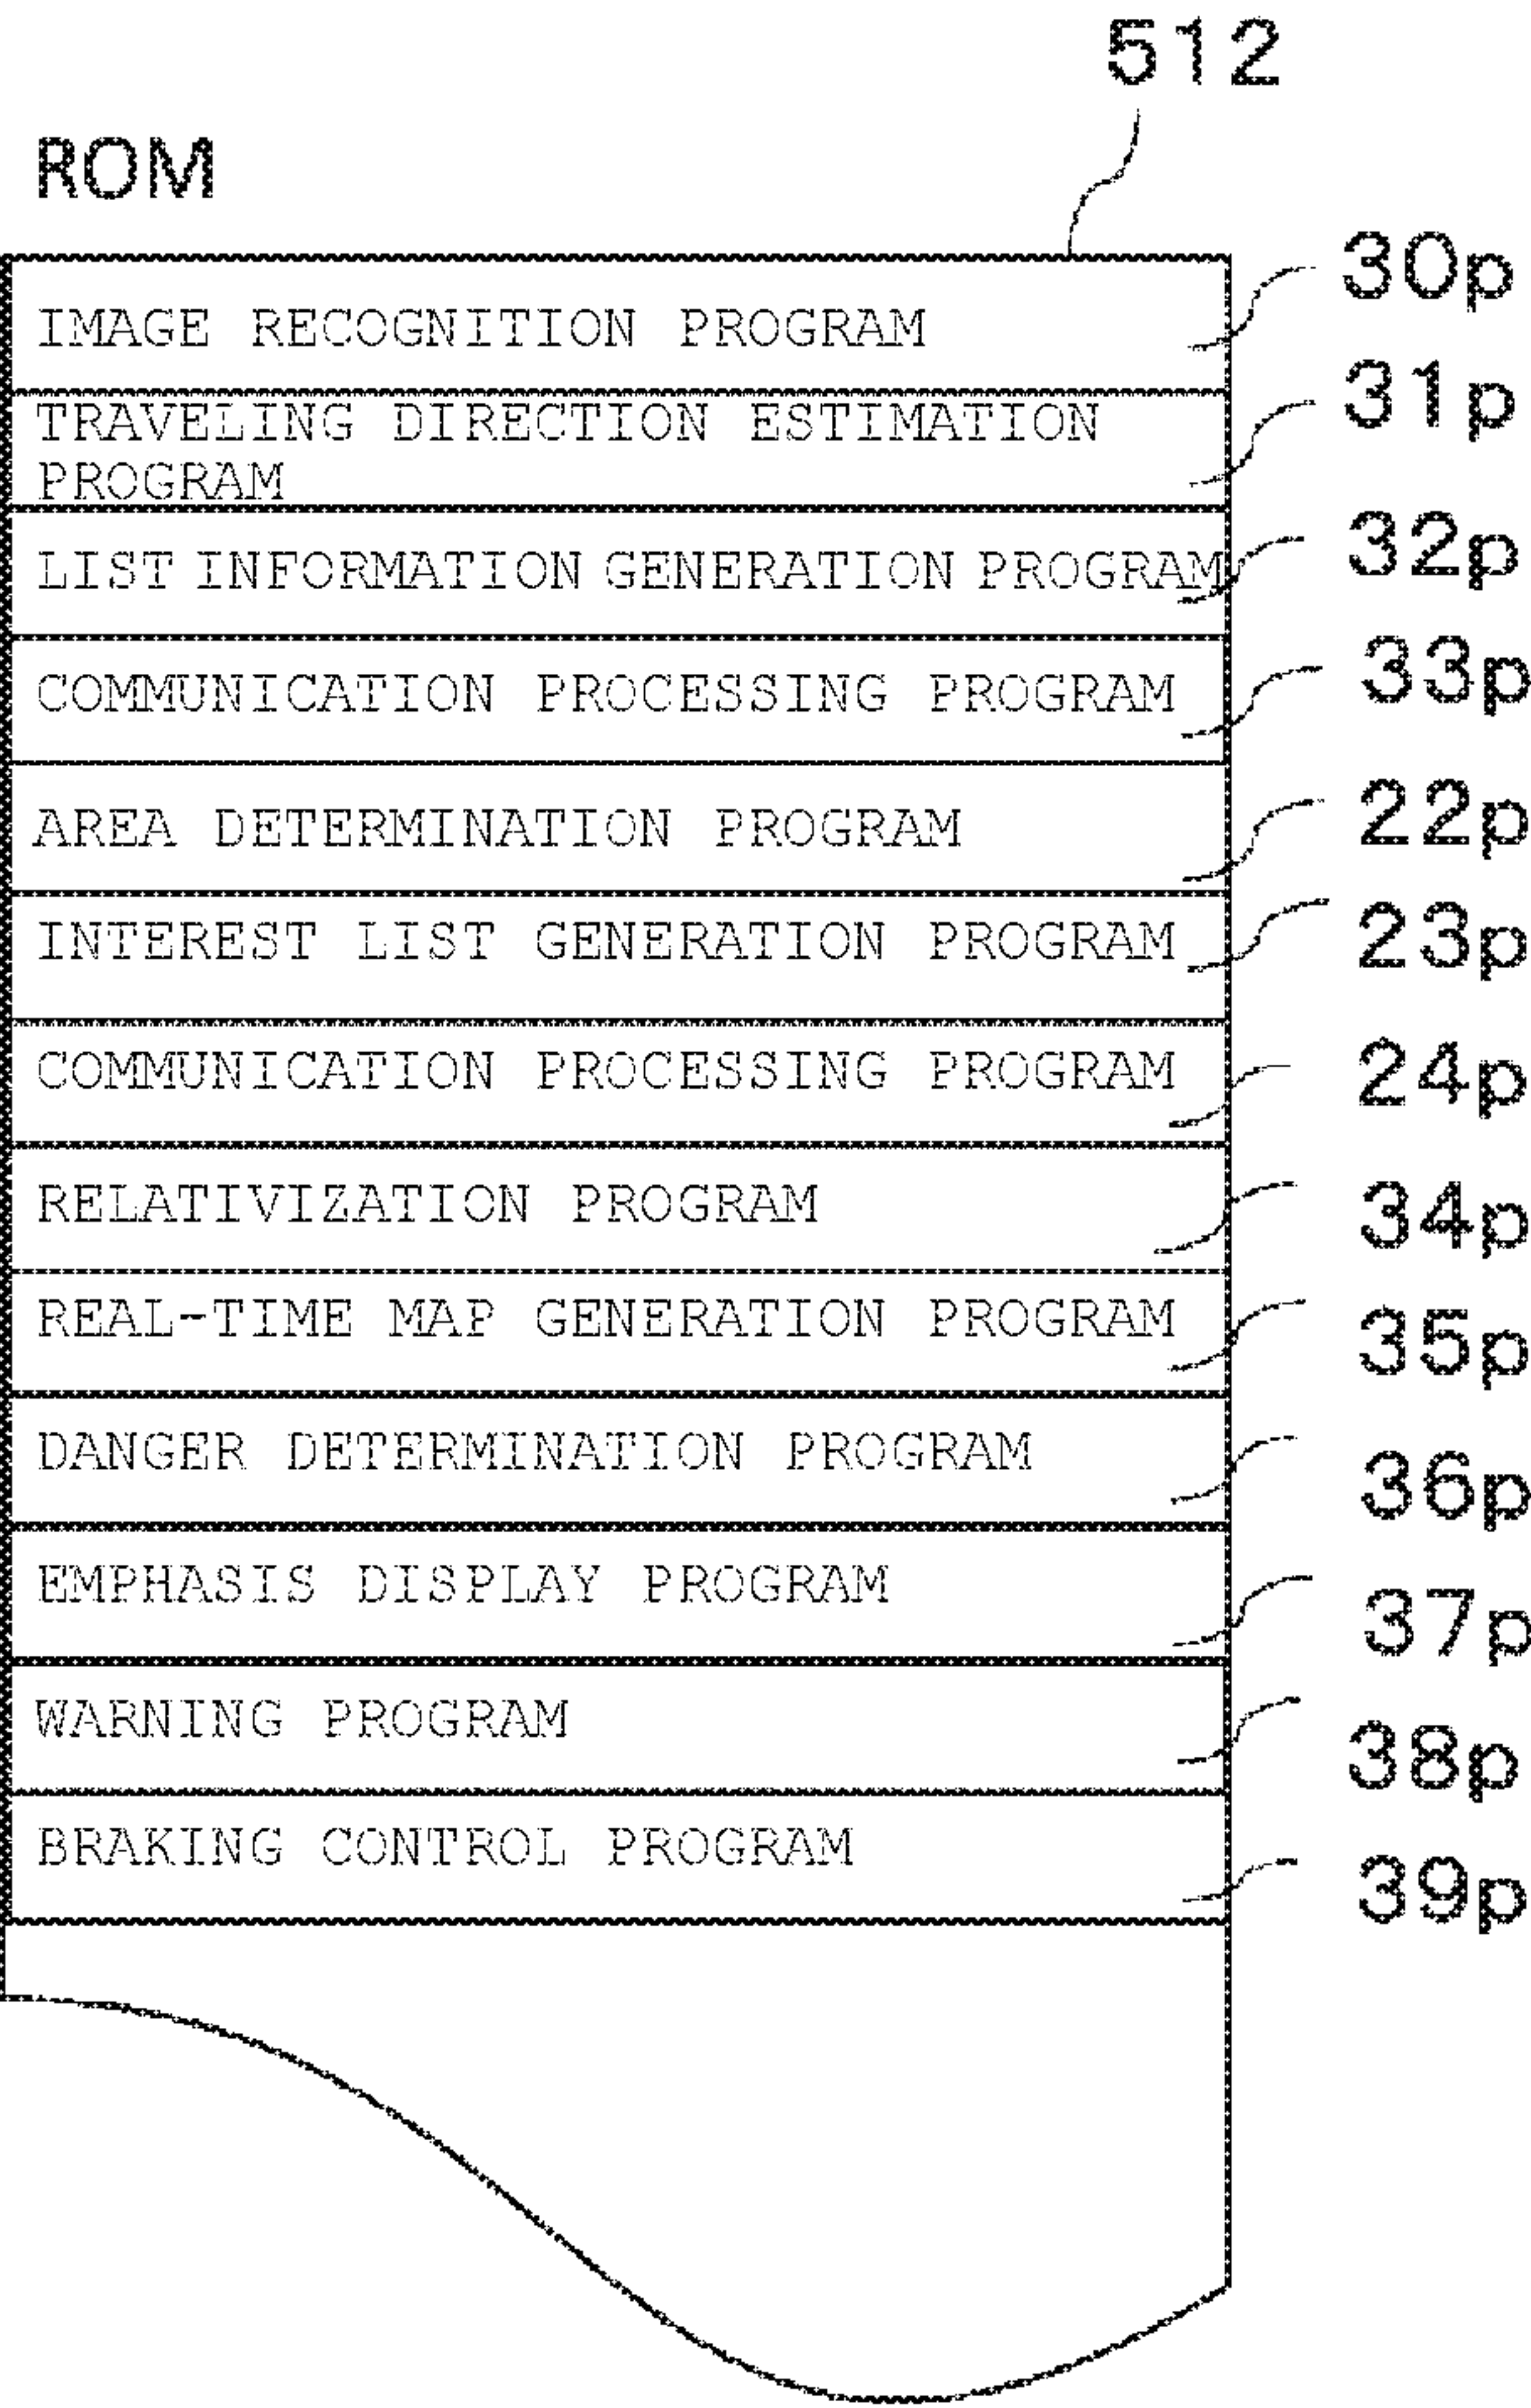 512
ROM
30p
IMAGE RECOGNITION PROGRAM
31p
TRAVELING DIRECTION ESTIMATION
PROGRAM
32p
LIST INFORMATION GENERATION PROGRAM
33p
COMMUNICATION PROCESSING PROGRAM
22p
AREA DETERMINATION PROGRAM
23p
INTEREST LIST GENERATION PROGRAM
24p
COMMUNICATION PROCESSING PROGRAM
34p
RELATIVIZATION PROGRAM
35p
REAL-TIME MAP GENERATION PROGRAM
36p
DANGER DETERMINATION PROGRAM
37p
EMPHASIS DISPLAY PROGRAM
38p
WARNING PROGRAM
39p
BRAKING CONTROL PROGRAM